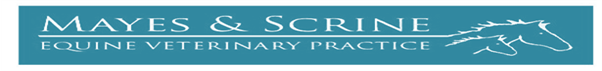 MAYES & SCRINE
EQUINE VETERINARY PRACTICE